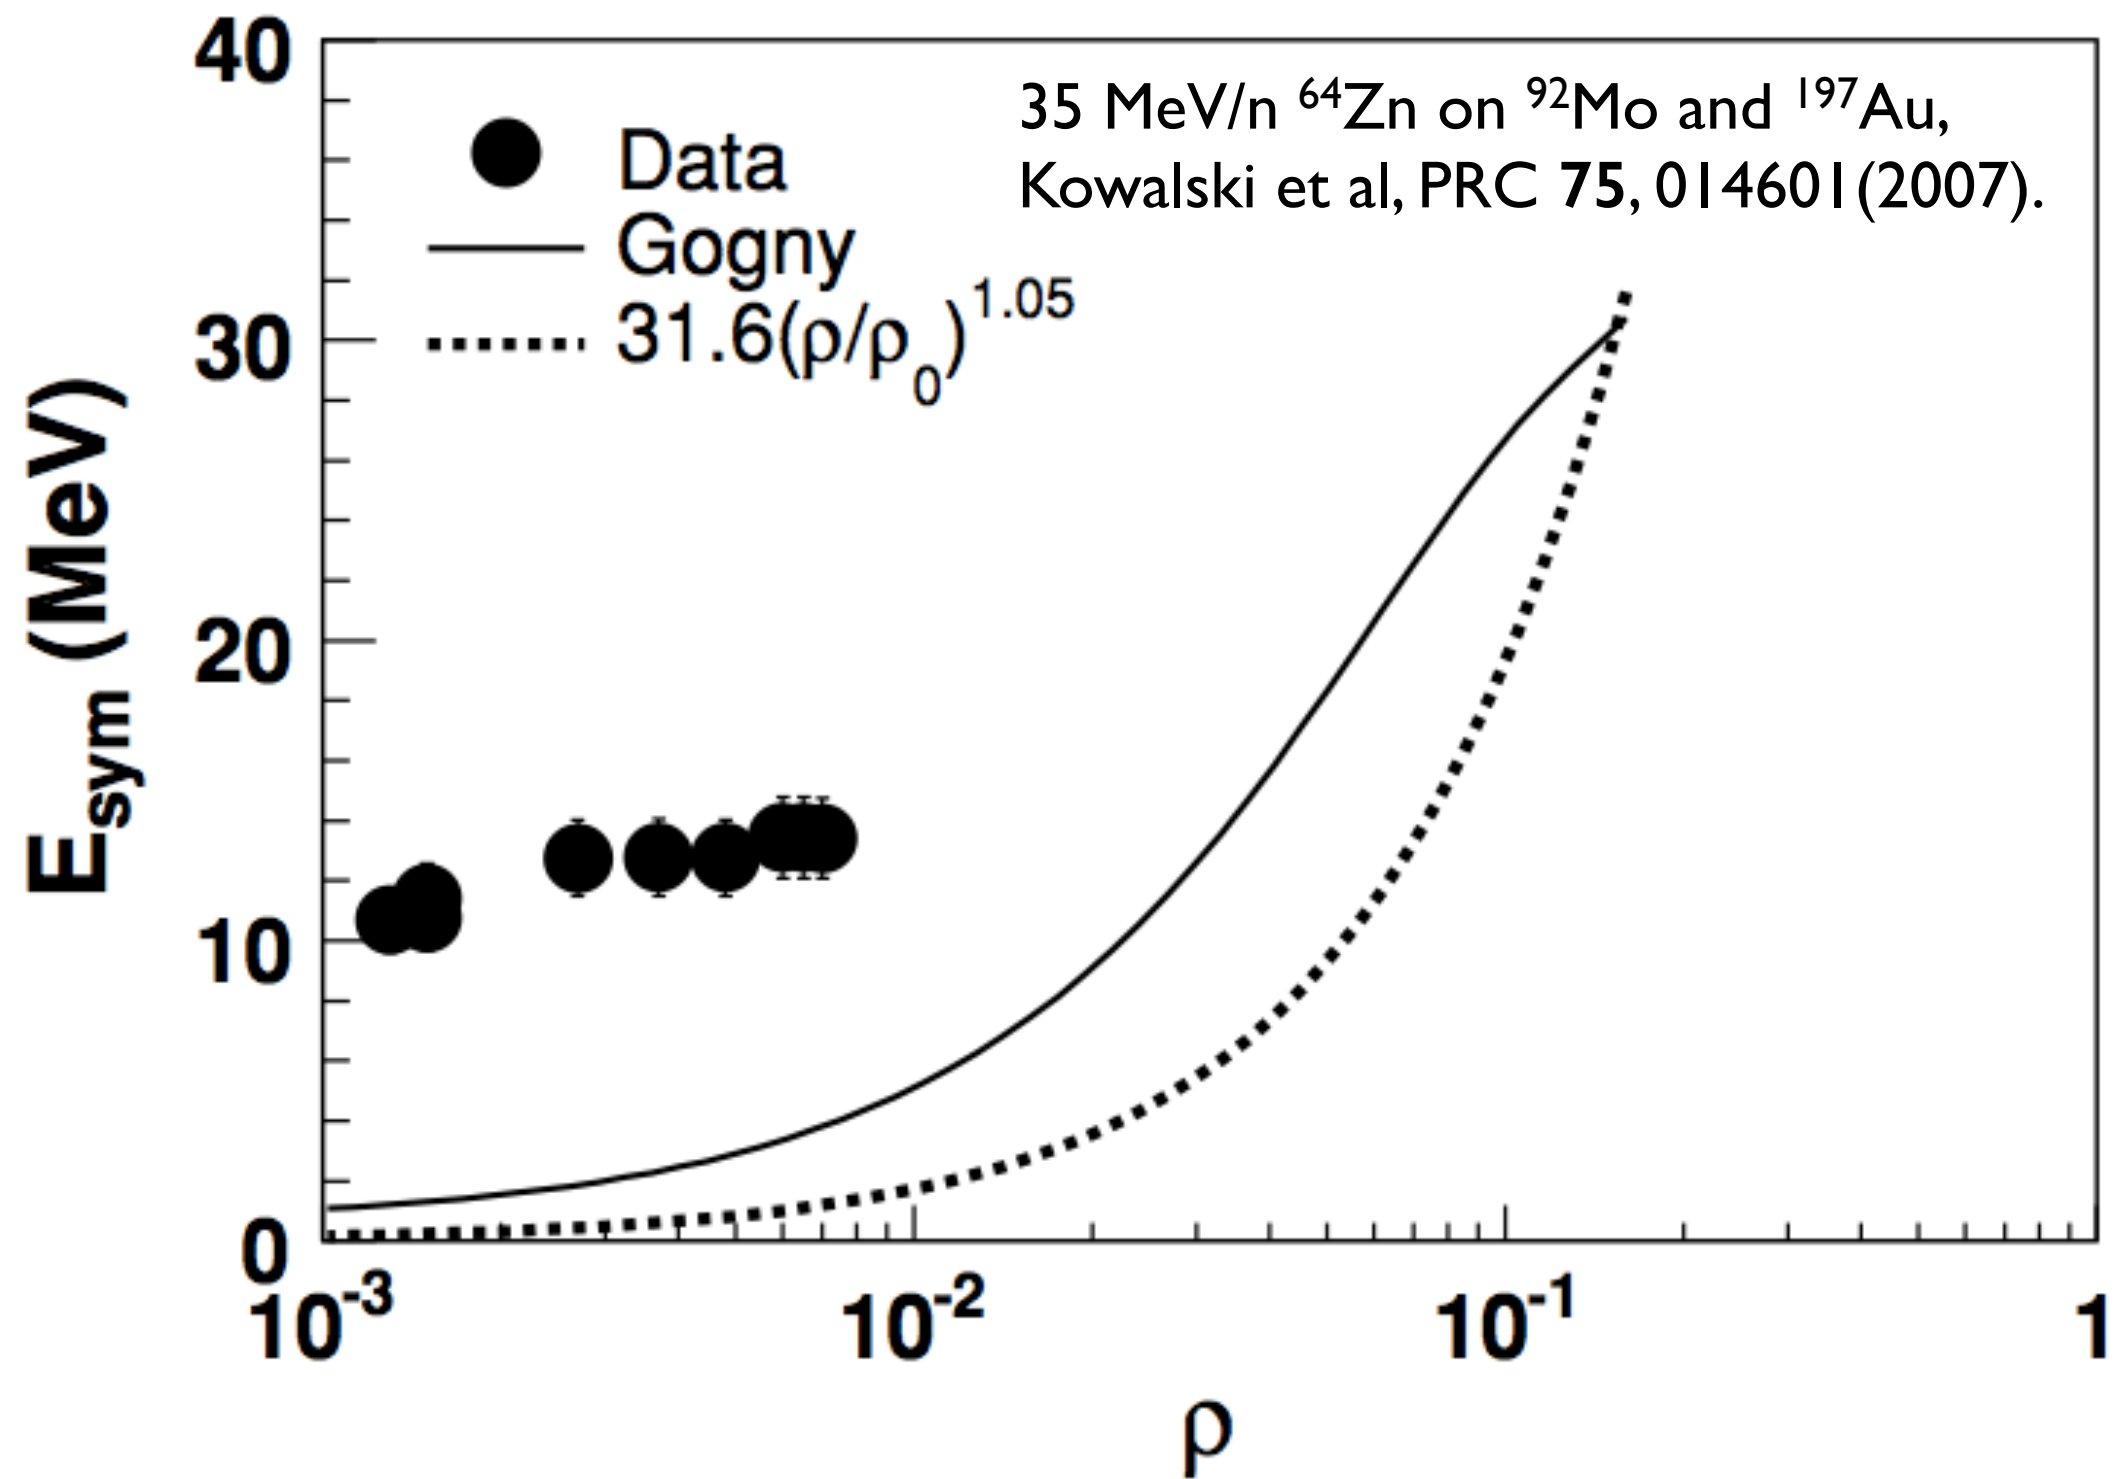 40
30
20
10
0
E_sym (MeV)
35 MeV/n ⁶⁴Zn on ⁹²Mo and ¹⁹⁷Au,
Kowalski et al, PRC 75, 014601(2007).
Data
Gogny
31.6(ρ/ρ₀)^1.05
10⁻³
10⁻²
10⁻¹
1
ρ